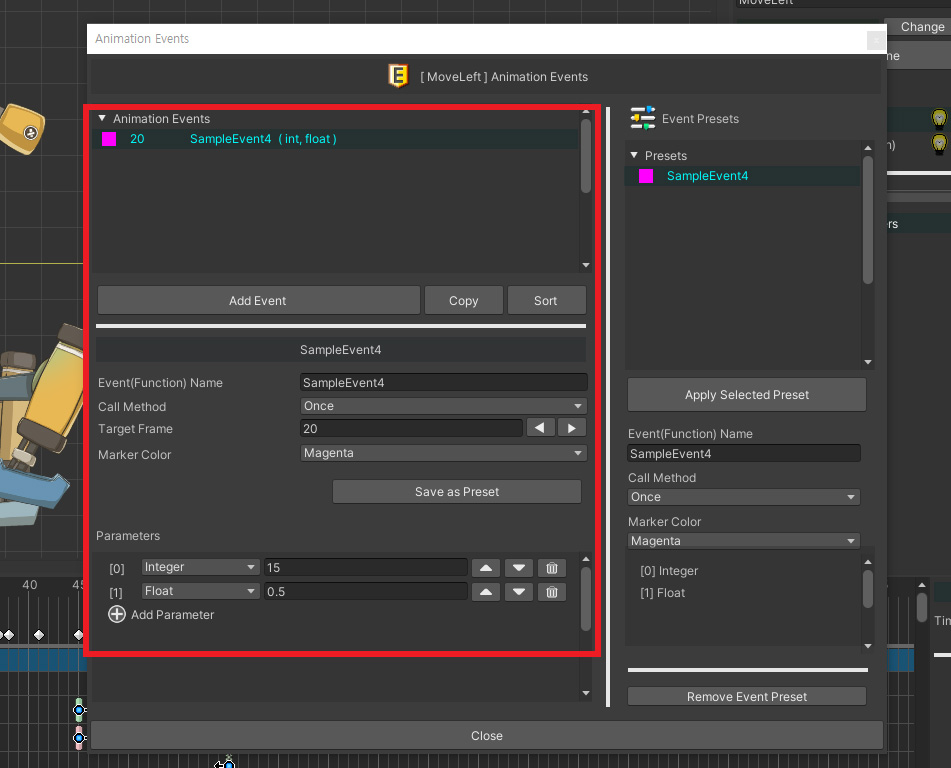 MoveLeft
Change
Animation Events
x
ne
[ MoveLeft ] Animation Events
Animation Events
20 SampleEvent4 ( int, float )
Event Presets
Presets
SampleEvent4
n)
rs
Add Event
Copy
Sort
SampleEvent4
Event(Function) Name SampleEvent4
Call Method Once
Target Frame 20
Marker Color Magenta
Save as Preset
Parameters
[0] Integer 15
[1] Float 0.5
Add Parameter
Apply Selected Preset
Event(Function) Name
SampleEvent4
Call Method
Once
Marker Color
Magenta
[0] Integer
[1] Float
Remove Event Preset
Close
40
45
Tim